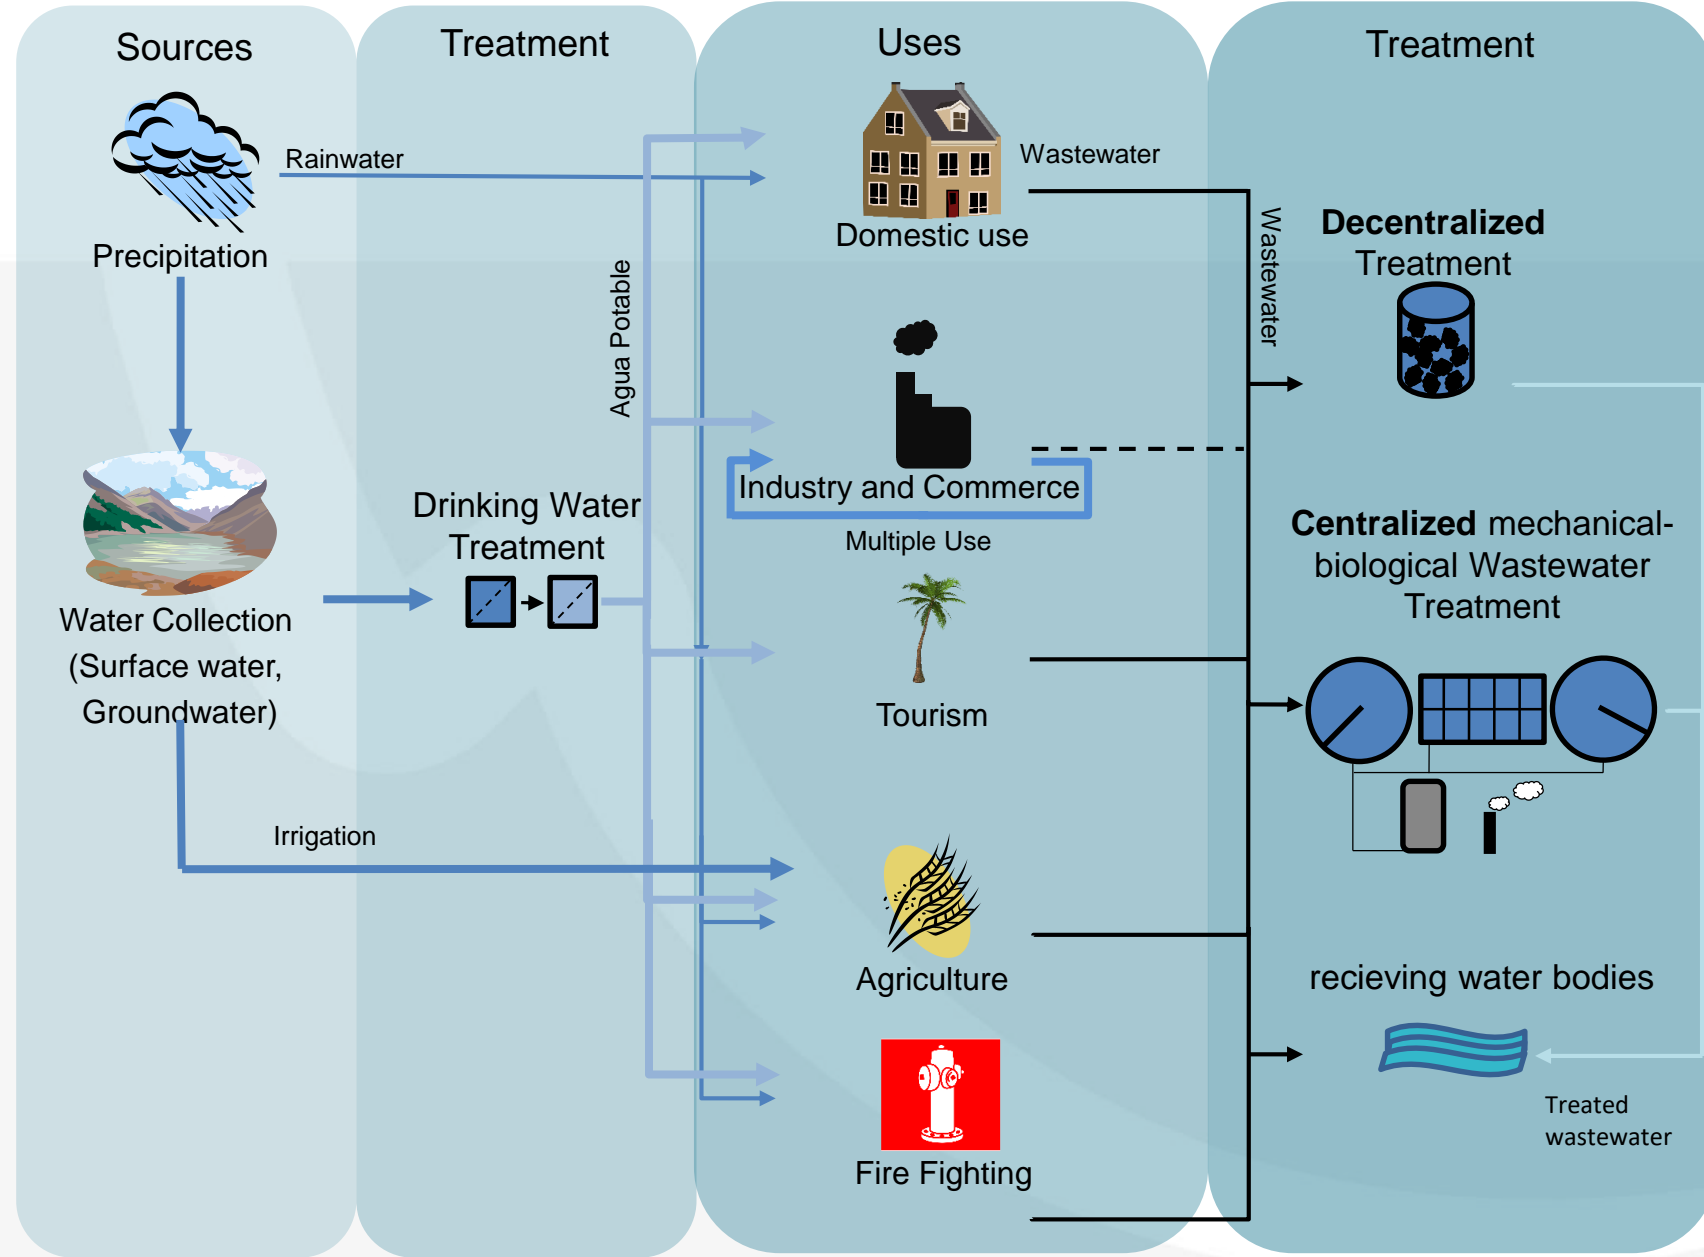 Sources
Treatment
Uses
Treatment
Rainwater
Precipitation
Water Collection
(Surface water,
Groundwater)
Irrigation
Drinking Water
Treatment
Agua Potable
Domestic use
Wastewater
Industry and Commerce
Multiple Use
Tourism
Agriculture
Fire Fighting
Wastewater
Decentralized
Treatment
Centralized mechanical-
biological Wastewater
Treatment
recieving water bodies
Treated
wastewater